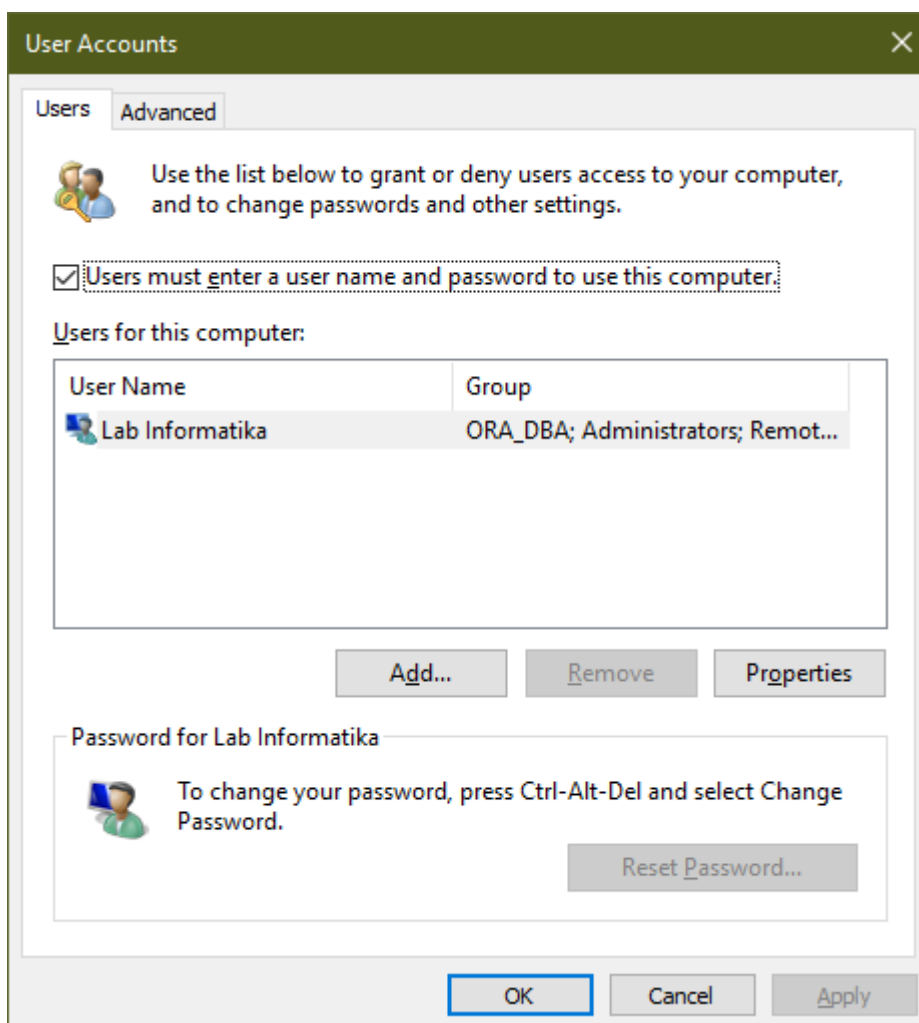 User Accounts
Users
Advanced
Use the list below to grant or deny users access to your computer,
and to change passwords and other settings.
Users must enter a user name and password to use this computer.
Users for this computer:
User Name
Group
Lab Informatika
ORA_DBA; Administrators; Remot...
Add...
Remove
Properties
Password for Lab Informatika
To change your password, press Ctrl-Alt-Del and select Change
Password.
Reset Password...
OK
Cancel
Apply